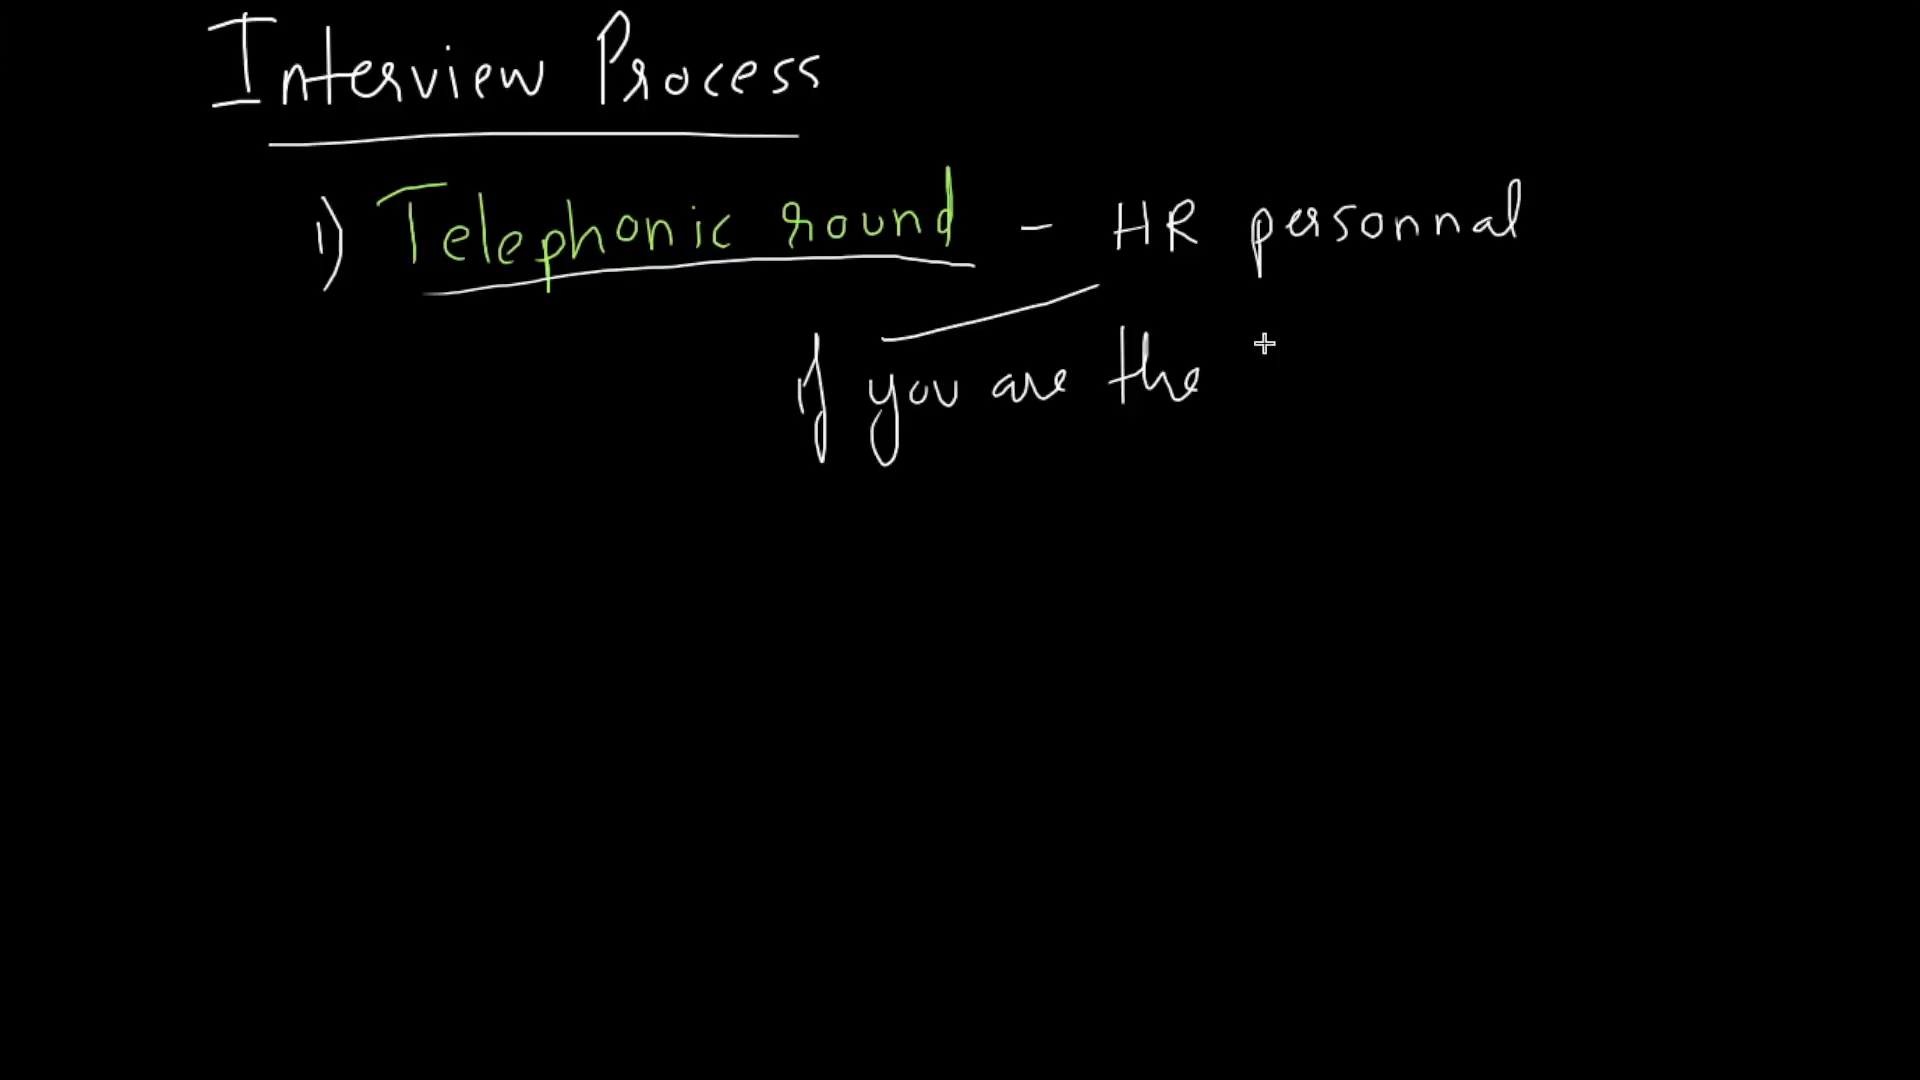 Interview Process
1) Telephonic round - HR personnal
if you are the